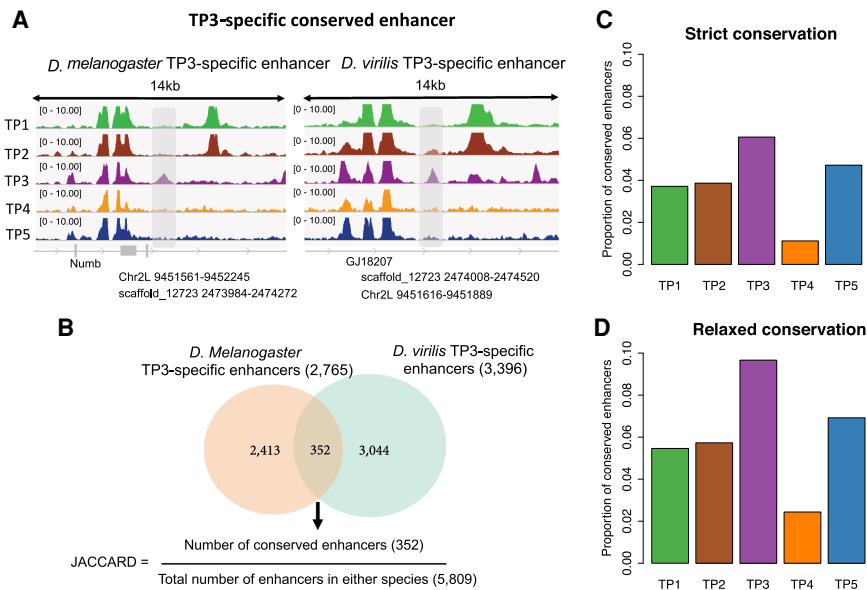 A
TP3-specific conserved enhancer
D. melanogaster TP3-specific enhancer
D. virilis TP3-specific enhancer
14kb
14kb
TP1
[0 - 10.00]
[0 - 10.00]
TP2
[0 - 10.00]
[0 - 10.00]
TP3
[0 - 10.00]
[0 - 10.00]
TP4
[0 - 10.00]
[0 - 10.00]
TP5
[0 - 10.00]
[0 - 10.00]
Numb
Chr2L 9451561-9452245
scaffold_12723 2473984-2474272
GJ18207
scaffold_12723 2474008-2474520
Chr2L 9451616-9451889
B
D. Melanogaster
TP3-specific enhancers (2,765)
D. virilis TP3-specific
enhancers (3,396)
2,413
352
3,044
JACCARD =
Number of conserved enhancers (352)
Total number of enhancers in either species (5,809)
C
Strict conservation
Proportion of conserved enhancers
0.10
0.08
0.06
0.04
0.02
0.00
TP1 TP2 TP3 TP4 TP5
D
Relaxed conservation
Proportion of conserved enhancers
0.10
0.08
0.06
0.04
0.02
0.00
TP1 TP2 TP3 TP4 TP5